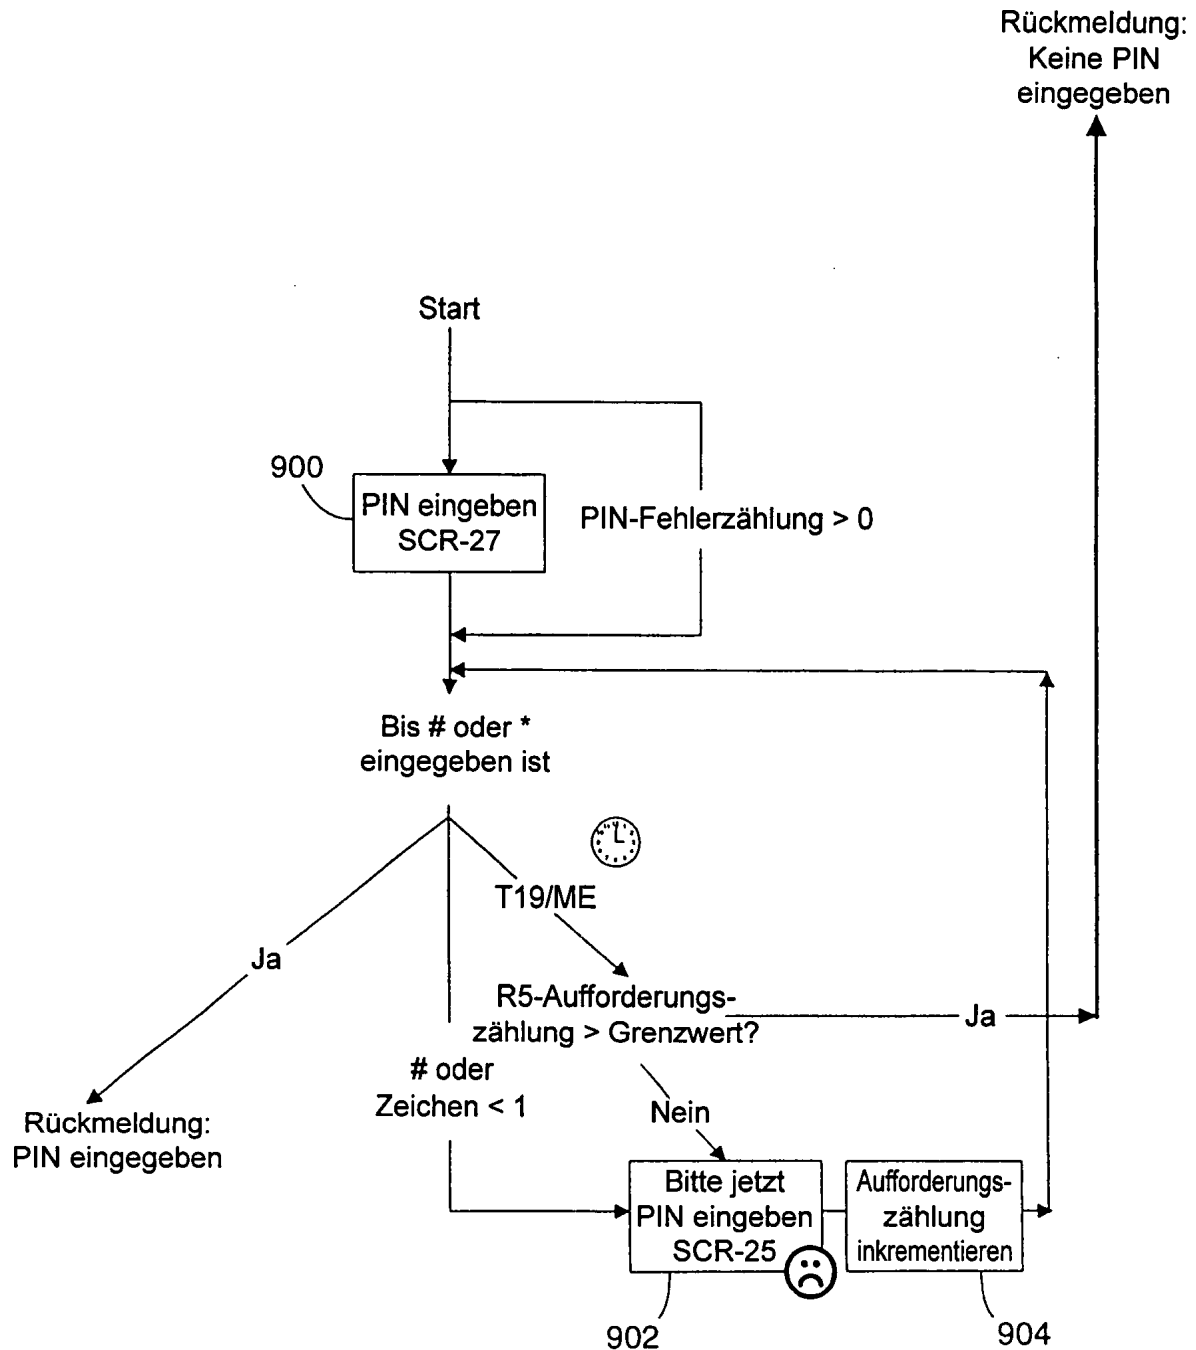 Rückmeldung:
Keine PIN
eingegeben
Start
900
PIN eingeben
SCR-27
PIN-Fehlerzählung > 0
Bis # oder *
eingegeben ist
T19/ME
Ja
R5-Aufforderungs-
zählung > Grenzwert?
Ja
# oder
Zeichen < 1
Nein
Rückmeldung:
PIN eingegeben
Bitte jetzt
PIN eingeben
SCR-25
Aufforderungs-
zählung
inkrementieren
902
904